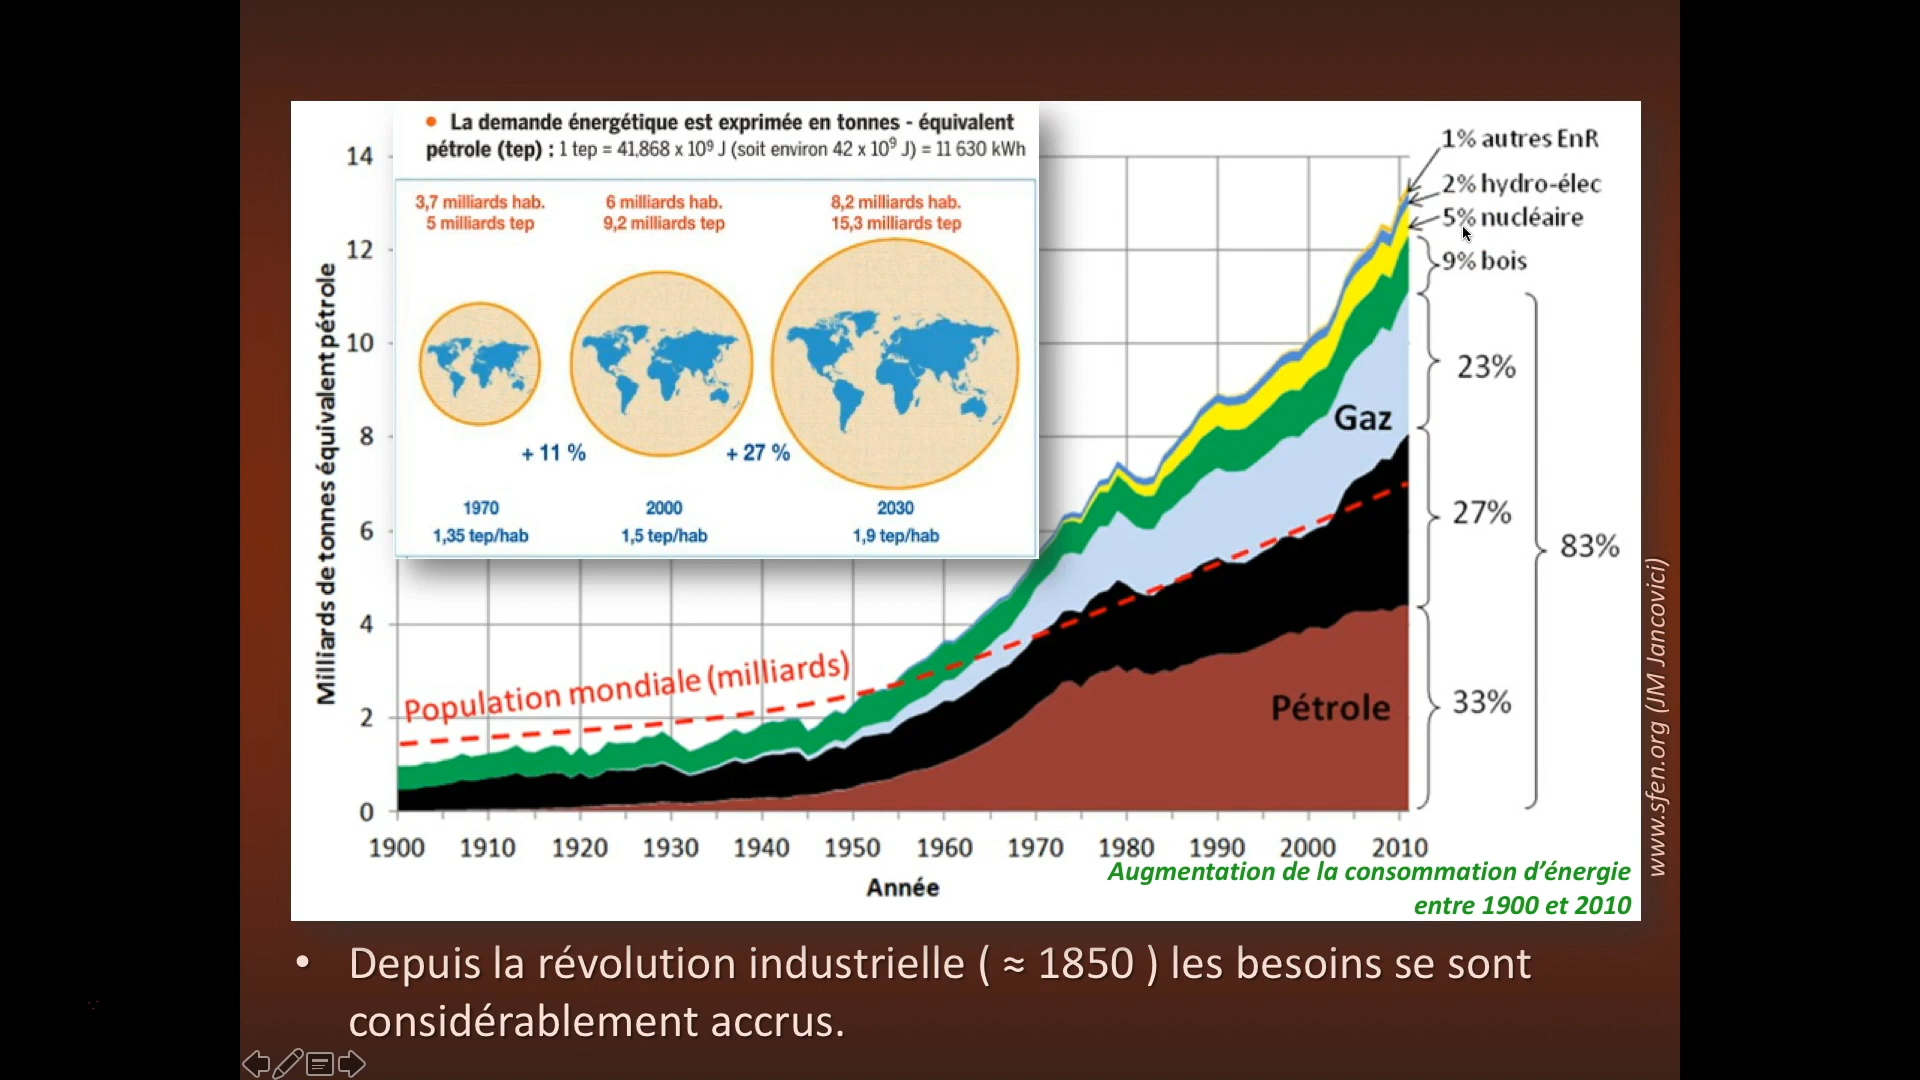 • La demande énergétique est exprimée en tonnes - équivalent
pétrole (tep) : 1 tep = 41,868 x 10⁹ J (soit environ 42 x 10⁹ J) = 11 630 kWh
3,7 milliards hab.
5 milliards tep
6 milliards hab.
9,2 milliards tep
8,2 milliards hab.
15,3 milliards tep
+ 11 %
+ 27 %
1970
1,35 tep/hab
2000
1,5 tep/hab
2030
1,9 tep/hab
Milliards de tonnes équivalent pétrole
14
12
10
8
6
4
2
0
Population mondiale (milliards)
Gaz
Pétrole
1% autres EnR
2% hydro-élec
5% nucléaire
9% bois
23%
27%
33%
83%
1900 1910 1920 1930 1940 1950 1960 1970 1980 1990 2000 2010
Année
Augmentation de la consommation d’énergie
entre 1900 et 2010
www.sfen.org (JM Jancovici)
• Depuis la révolution industrielle ( ≈ 1850 ) les besoins se sont
considérablement accrus.